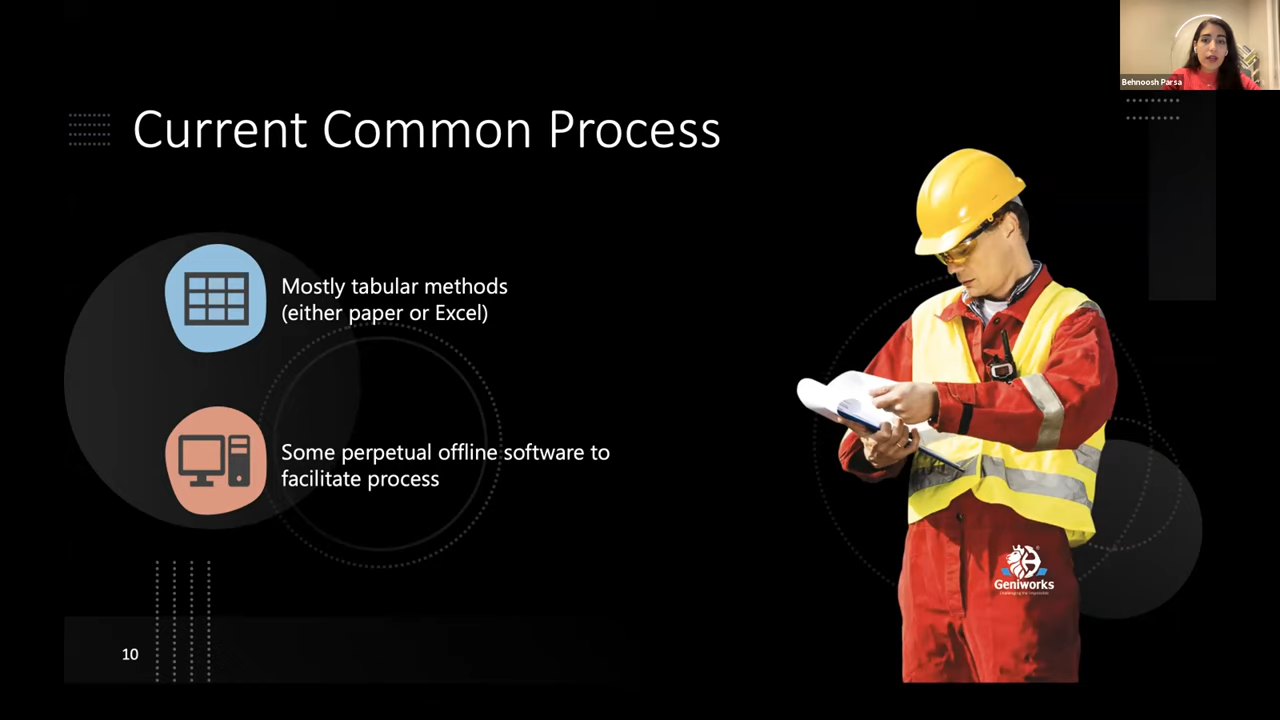 Behnoosh Parsa
Current Common Process
Mostly tabular methods
(either paper or Excel)
Some perpetual offline software to
facilitate process
Geniworks
10